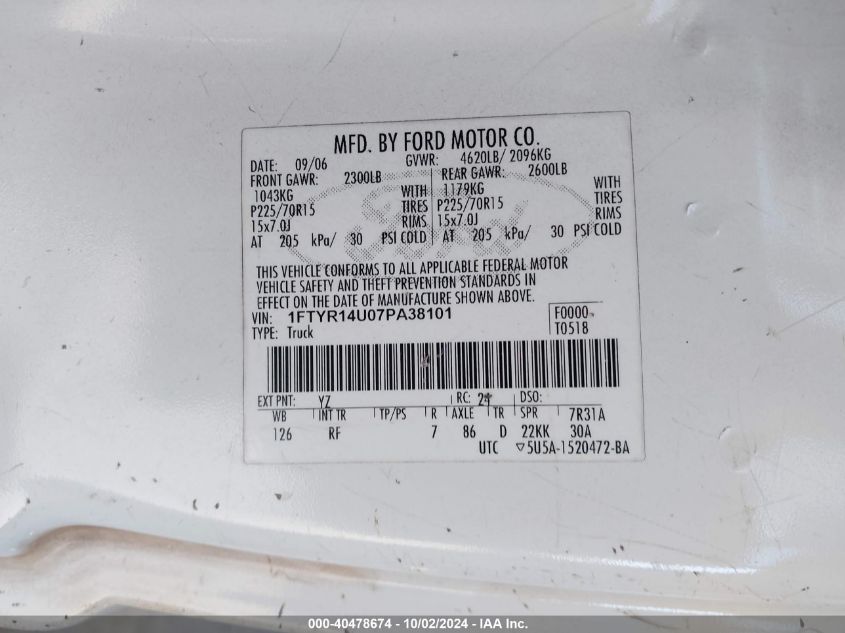 MFD. BY FORD MOTOR CO.
DATE: 09/06 GVWR: 4620LB/ 2096KG
FRONT GAWR: 2300LB REAR GAWR: 2600LB
1043KG WITH 1179KG WITH
P225/70R15 TIRES P225/70R15 TIRES
15x7.0J RIMS 15x7.0J RIMS
AT 205 kPa/ 30 PSI COLD AT 205 kPa/ 30 PSI COLD
THIS VEHICLE CONFORMS TO ALL APPLICABLE FEDERAL MOTOR
VEHICLE SAFETY AND THEFT PREVENTION STANDARDS IN
EFFECT ON THE DATE OF MANUFACTURE SHOWN ABOVE.
VIN: 1FTYR14U07PA38101 F0000
TYPE: Truck T0518
EXT PNT: YZ RC: 24 DSO:
WB INT TR TP/PS R AXLE TR SPR 7R31A
126 RF 7 86 D 22KK 30A
UTC ▽5U5A-1520472-BA
000-40478674 - 10/02/2024 - IAA Inc.